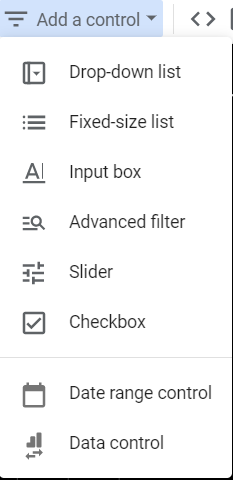 Add a control
Drop-down list
Fixed-size list
Input box
Advanced filter
Slider
Checkbox
Date range control
Data control